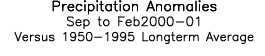 Precipitation Anomalies
Sep to Feb2000-01
Versus 1950-1995 Longterm Average